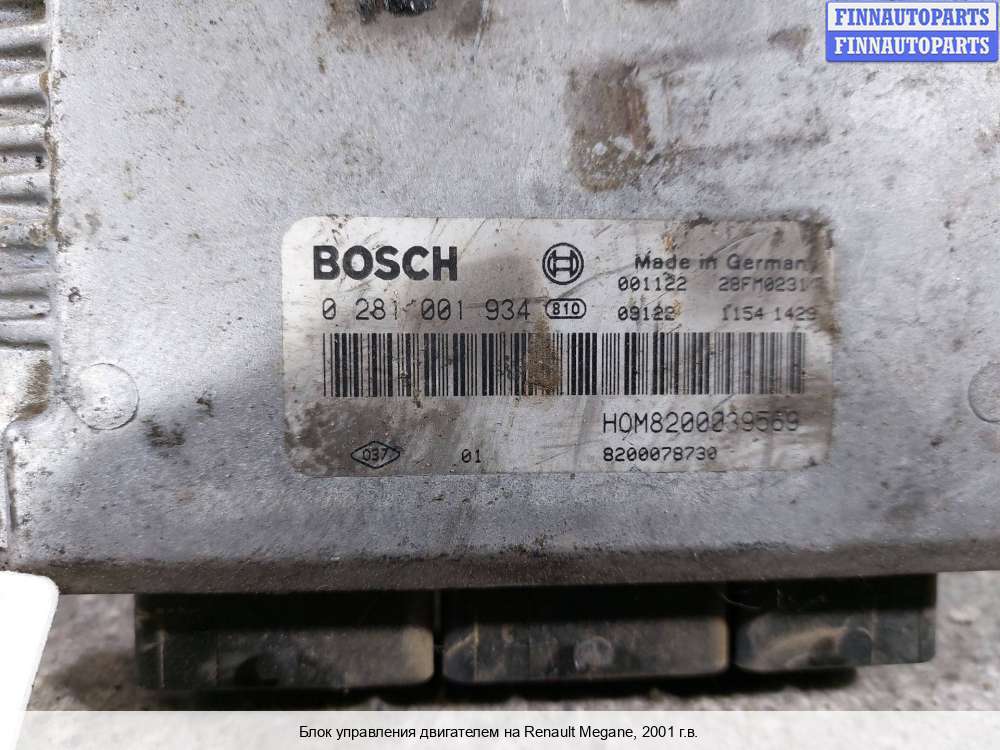 FINNAUTOPARTS
FINNAUTOPARTS
BOSCH
Made in Germany
001122 28FM0231
0 281 001 934 810 09122 1154 1429
HOM8200039569
037 01 8200078730
Блок управления двигателем на Renault Megane, 2001 г.в.